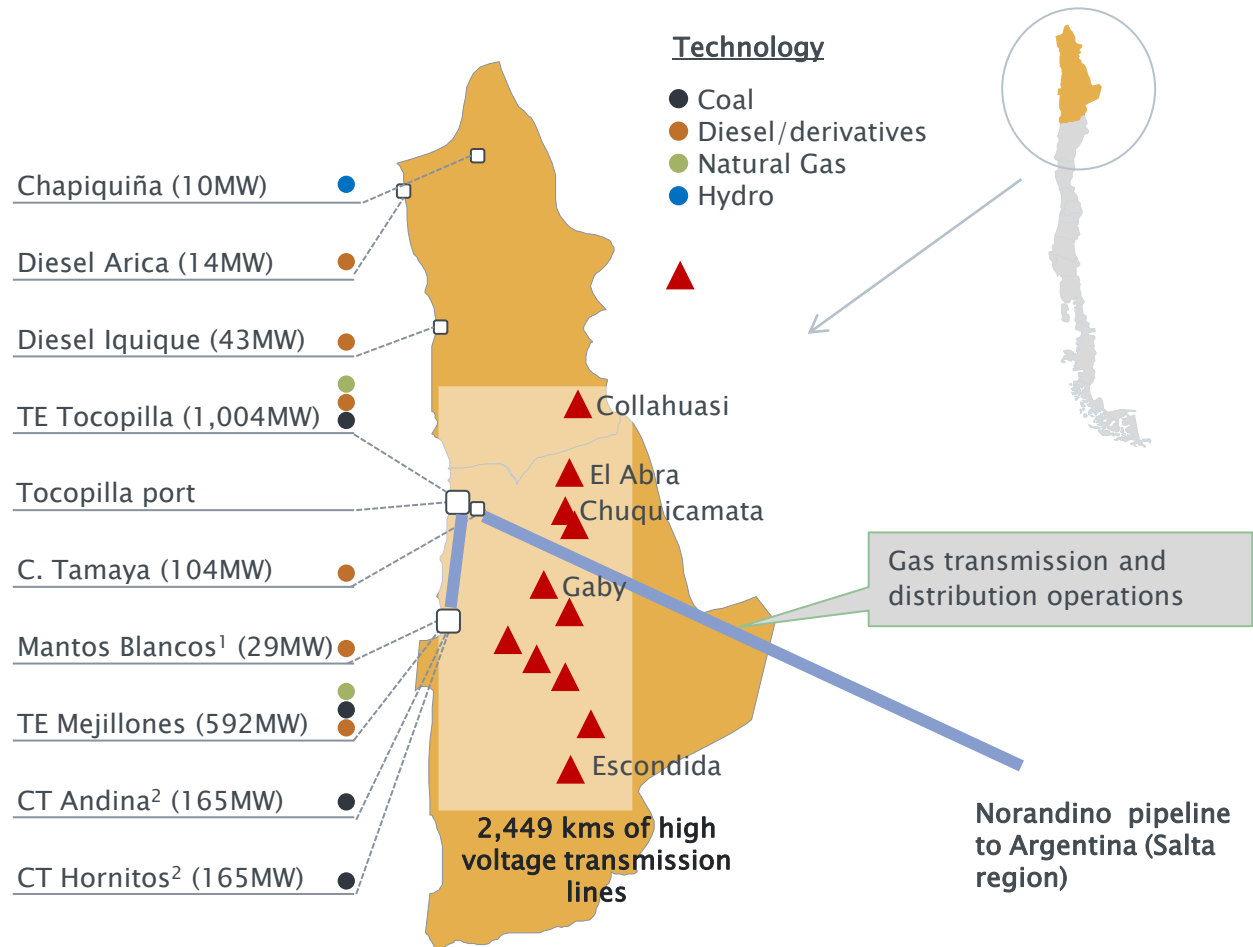 Technology
Coal
Diesel/derivatives
Natural Gas
Hydro
Chapiquiña (10MW)
Diesel Arica (14MW)
Diesel Iquique (43MW)
TE Tocopilla (1,004MW)
Tocopilla port
C. Tamaya (104MW)
Mantos Blancos¹ (29MW)
TE Mejillones (592MW)
CT Andina² (165MW)
CT Hornitos² (165MW)
Collahuasi
El Abra
Chuquicamata
Gaby
Escondida
2,449 kms of high
voltage transmission
lines
Gas transmission and
distribution operations
Norandino pipeline
to Argentina (Salta
region)